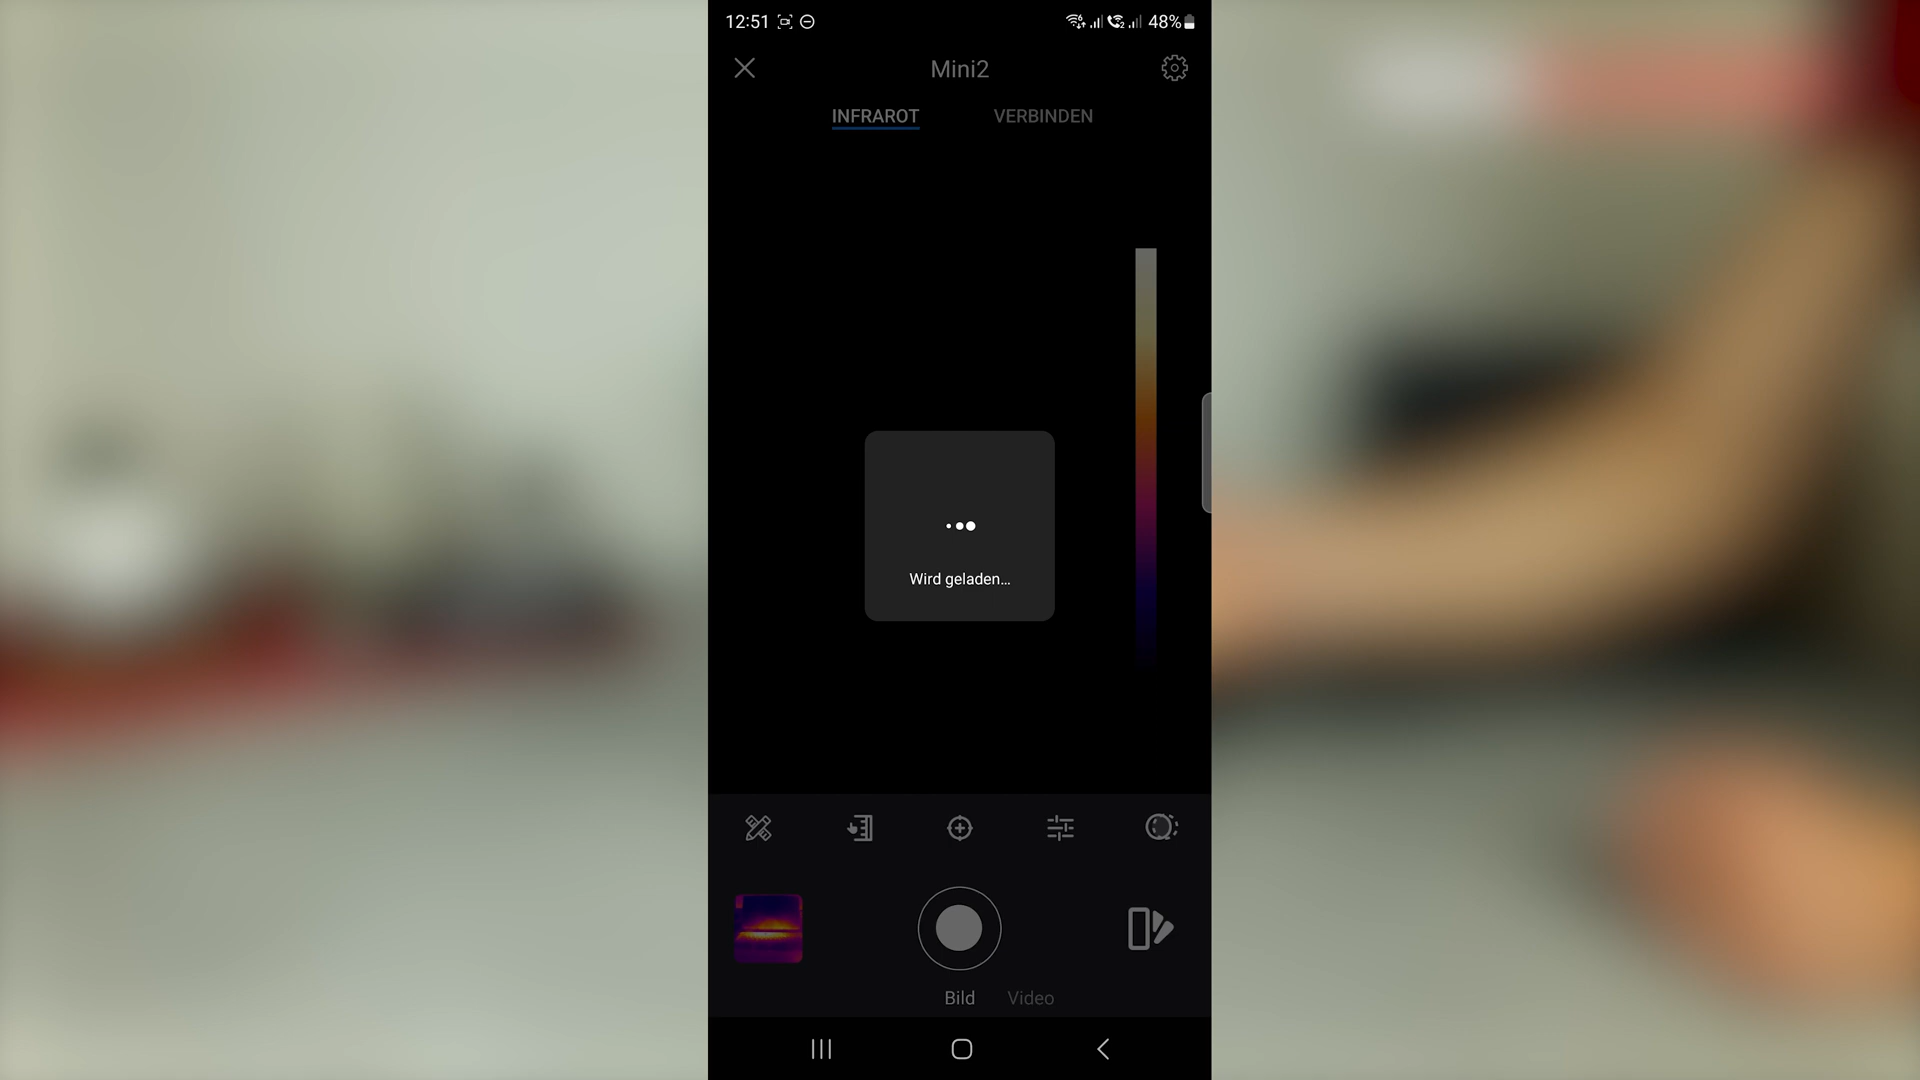 12:51 48%
Mini2
INFRAROT VERBINDEN
Wird geladen...
Bild Video